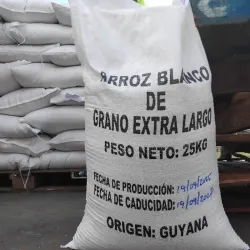 ARROZ BLANCO
DE
GRANO EXTRA LARGO
PESO NETO: 25KG
FECHA DE PRODUCCIÓN:
FECHA DE CADUCIDAD:
ORIGEN: GUYANA